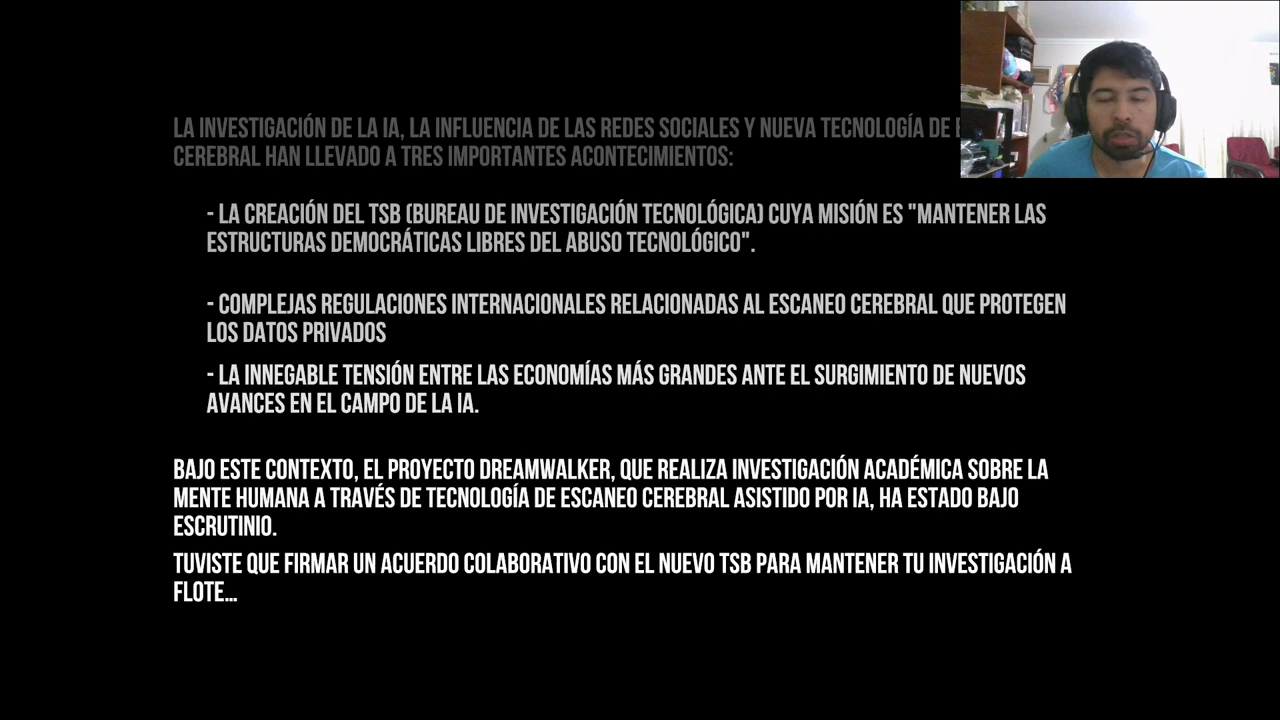 LA INVESTIGACIÓN DE LA IA, LA INFLUENCIA DE LAS REDES SOCIALES Y NUEVA TECNOLOGÍA DE
CEREBRAL HAN LLEVADO A TRES IMPORTANTES ACONTECIMIENTOS:
- LA CREACIÓN DEL TSB (BUREAU DE INVESTIGACIÓN TECNOLÓGICA) CUYA MISIÓN ES "MANTENER LAS
ESTRUCTURAS DEMOCRÁTICAS LIBRES DEL ABUSO TECNOLÓGICO".
- COMPLEJAS REGULACIONES INTERNACIONALES RELACIONADAS AL ESCANEO CEREBRAL QUE PROTEGEN
LOS DATOS PRIVADOS
- LA INNEGABLE TENSIÓN ENTRE LAS ECONOMÍAS MÁS GRANDES ANTE EL SURGIMIENTO DE NUEVOS
AVANCES EN EL CAMPO DE LA IA.
BAJO ESTE CONTEXTO, EL PROYECTO DREAMWALKER, QUE REALIZA INVESTIGACIÓN ACADÉMICA SOBRE LA
MENTE HUMANA A TRAVÉS DE TECNOLOGÍA DE ESCANEO CEREBRAL ASISTIDO POR IA, HA ESTADO BAJO
ESCRUTINIO.
TUVISTE QUE FIRMAR UN ACUERDO COLABORATIVO CON EL NUEVO TSB PARA MANTENER TU INVESTIGACIÓN A
FLOTE...